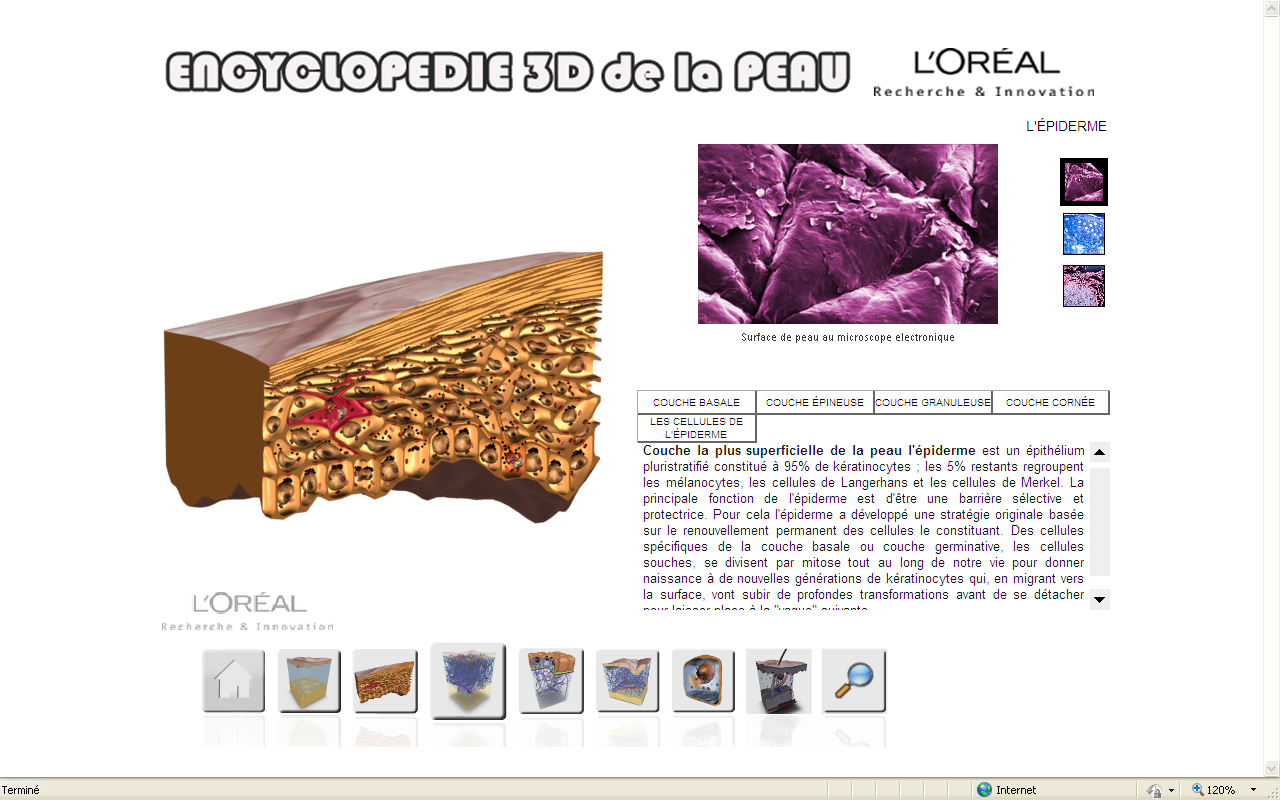 ENCYCLOPEDIE 3D de la PEAU
L'ORÉAL
Recherche & Innovation
L'ÉPIDERME
Surface de peau au microscope electronique
COUCHE BASALE
COUCHE ÉPINEUSE
COUCHE GRANULEUSE
COUCHE CORNÉE
LES CELLULES DE
L'ÉPIDERME
Couche la plus superficielle de la peau l'épiderme est un épithélium
pluristratifié constitué à 95% de kératinocytes ; les 5% restants regroupent
les mélanocytes, les cellules de Langerhans et les cellules de Merkel. La
principale fonction de l'épiderme est d'être une barrière sélective et
protectrice. Pour cela l'épiderme a développé une stratégie originale basée
sur le renouvellement permanent des cellules le constituant. Des cellules
spécifiques de la couche basale ou couche germinative, les cellules
souches, se divisent par mitose tout au long de notre vie pour donner
naissance à de nouvelles générations de kératinocytes qui, en migrant vers
la surface, vont subir de profondes transformations avant de se détacher
pour laisser place à la "vague" suivante
L'ORÉAL
Recherche & Innovation
Terminé
Internet
120%